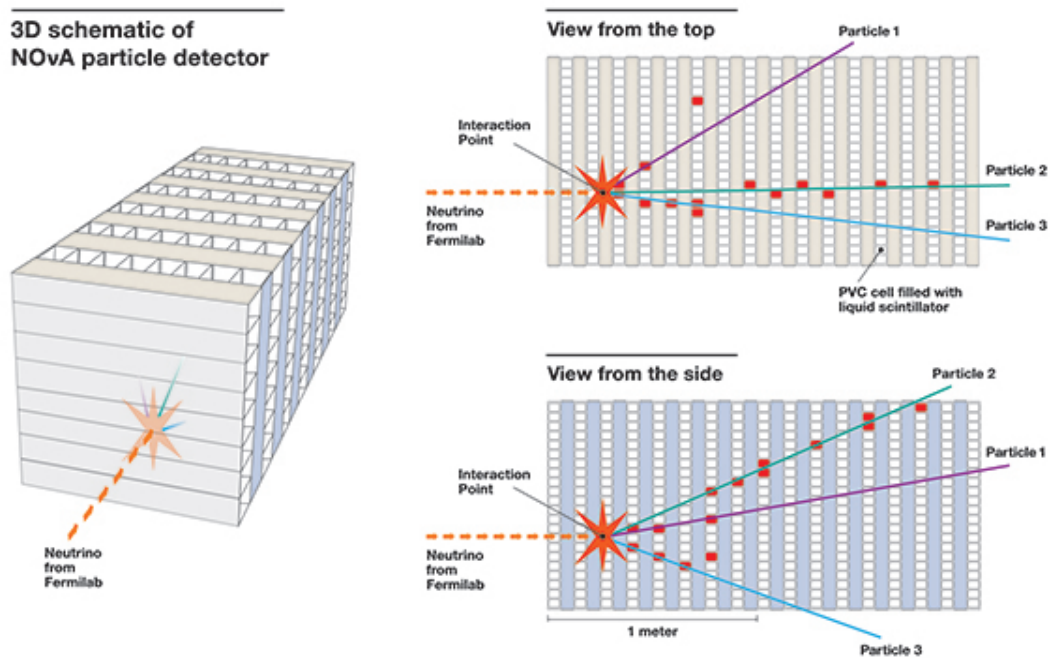 3D schematic of
NOvA particle detector
Neutrino
from
Fermilab
View from the top
Particle 1
Interaction
Point
Particle 2
Neutrino
from
Fermilab
Particle 3
PVC cell filled with
liquid scintillator
View from the side
Particle 2
Particle 1
Interaction
Point
Neutrino
from
Fermilab
1 meter
Particle 3